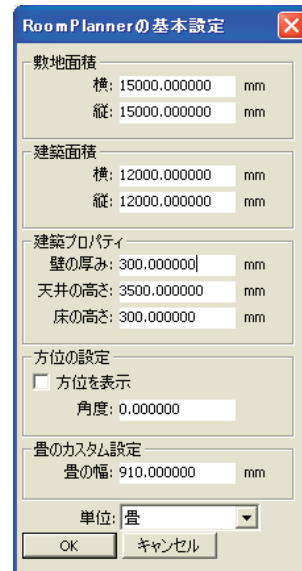 RoomPlannerの基本設定
敷地面積
横: 15000.000000 mm
縦: 15000.000000 mm
建築面積
横: 12000.000000 mm
縦: 12000.000000 mm
建築プロパティ
壁の厚み: 300.000000 mm
天井の高さ: 3500.000000 mm
床の高さ: 300.000000 mm
方位の設定
方位を表示
角度: 0.000000
畳のカスタム設定
畳の幅: 910.000000 mm
単位: 畳
OK キャンセル